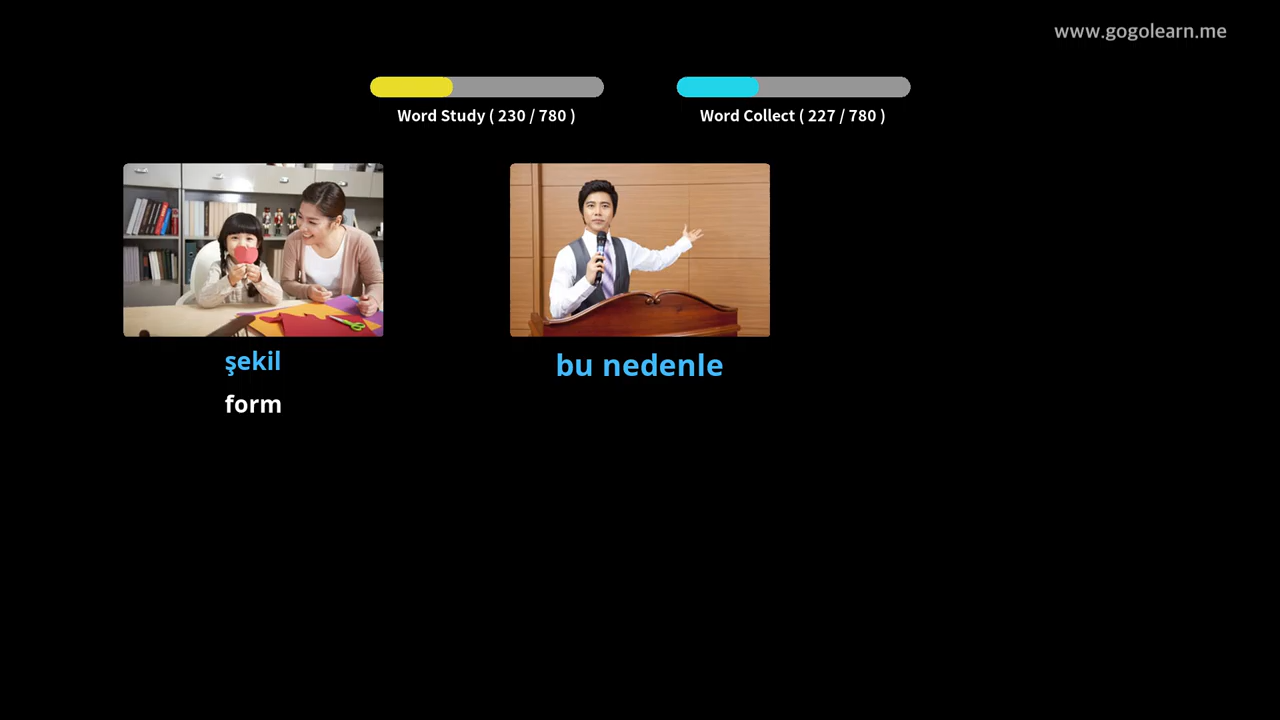 www.gogolearn.me
Word Study ( 230 / 780 )
Word Collect ( 227 / 780 )
şekil
form
bu nedenle